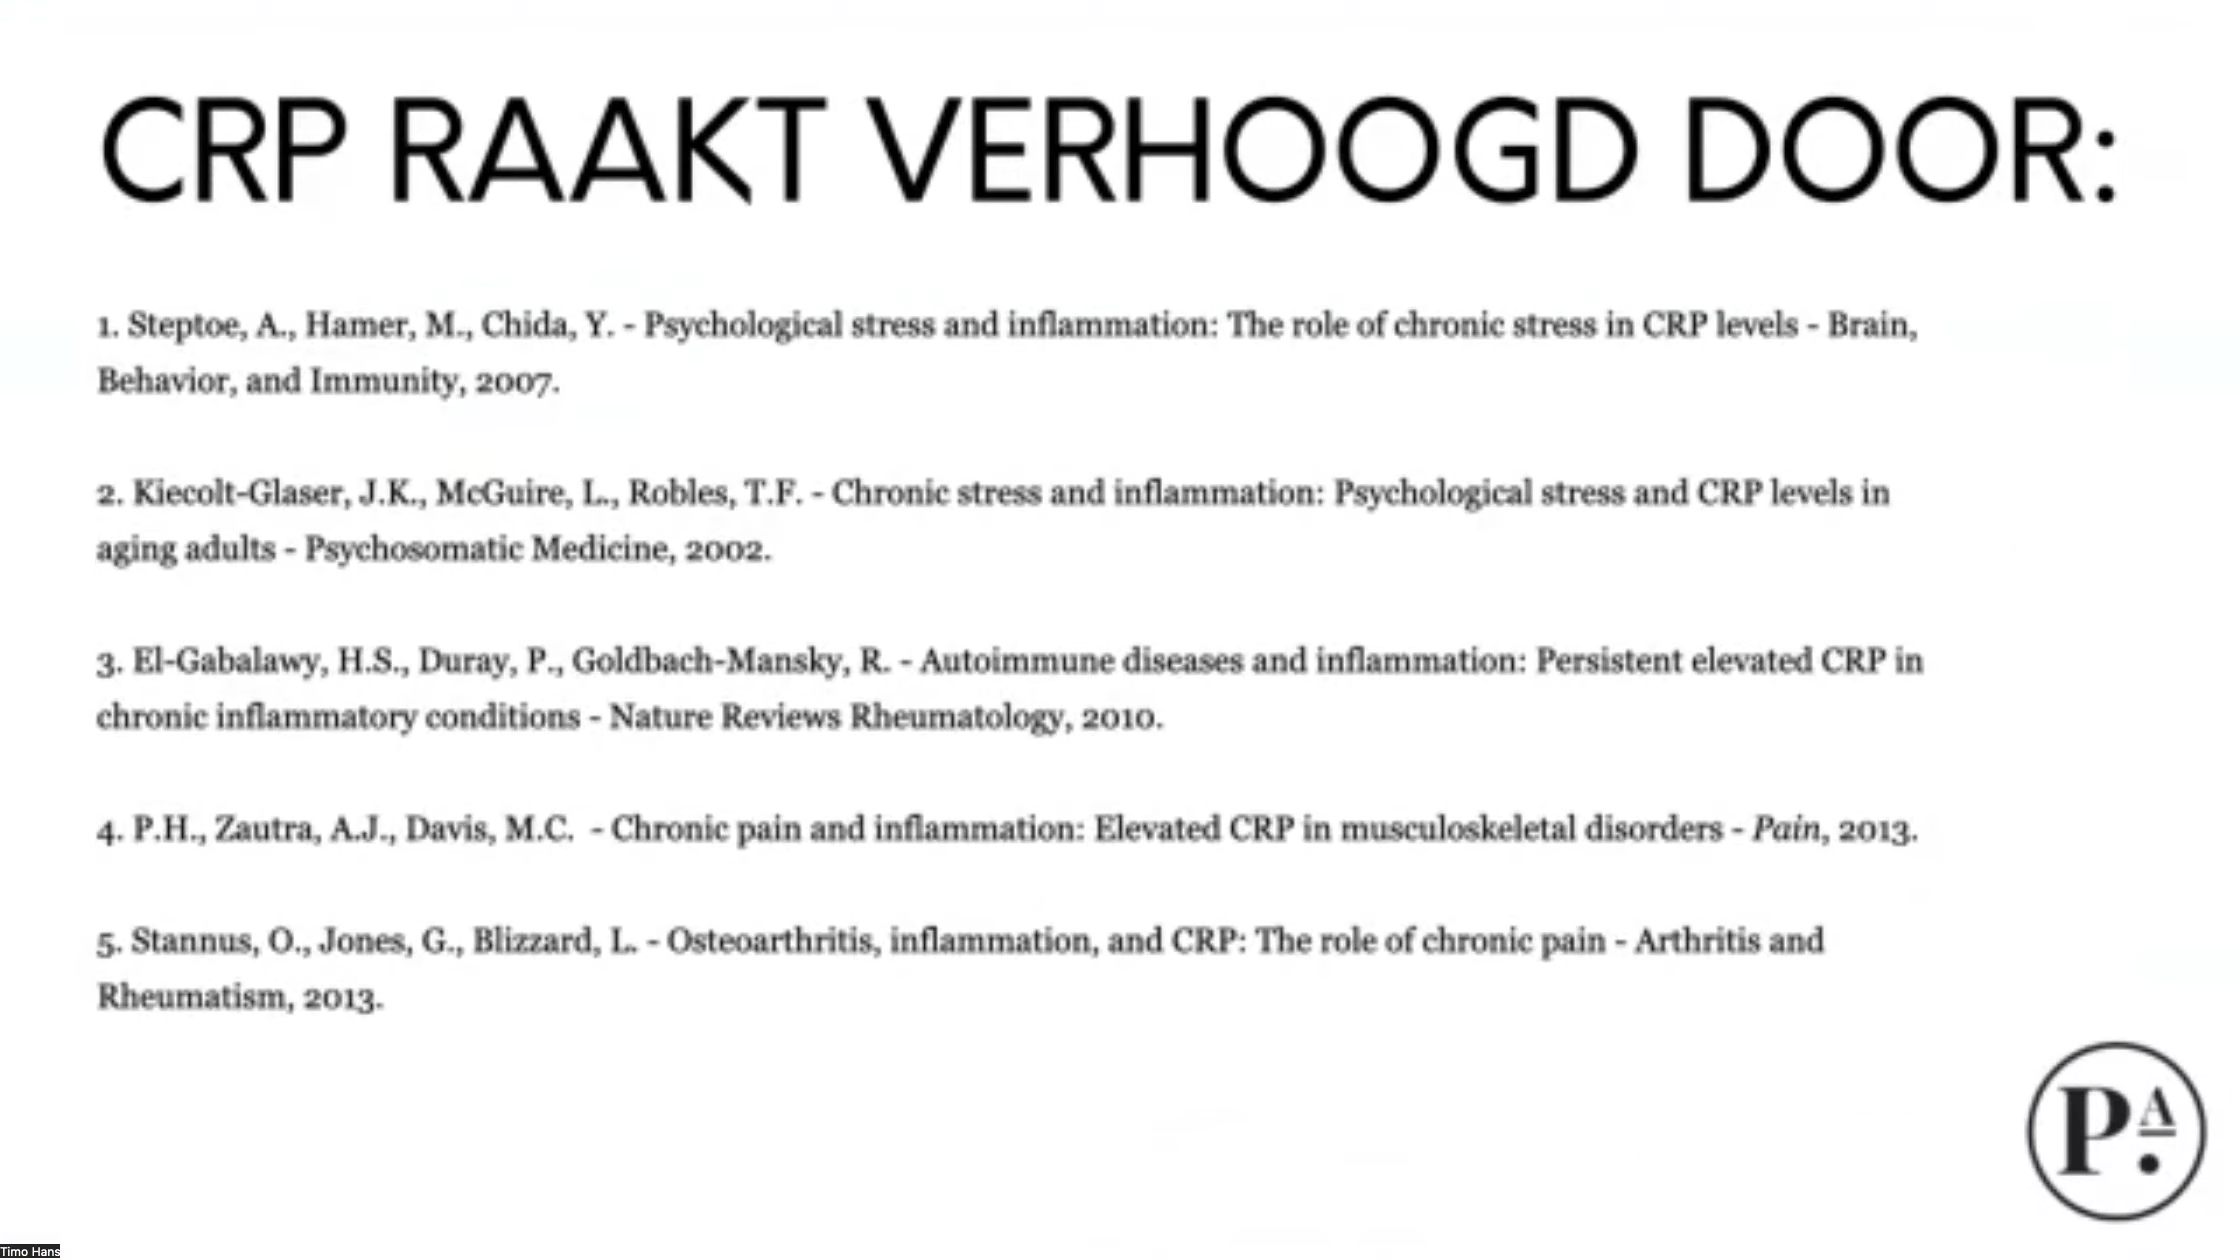 CRP RAAKT VERHOOGD DOOR:
1. Steptoe, A., Hamer, M., Chida, Y. - Psychological stress and inflammation: The role of chronic stress in CRP levels - Brain,
Behavior, and Immunity, 2007.
2. Kiecolt-Glaser, J.K., McGuire, L., Robles, T.F. - Chronic stress and inflammation: Psychological stress and CRP levels in
aging adults - Psychosomatic Medicine, 2002.
3. El-Gabalawy, H.S., Duray, P., Goldbach-Mansky, R. - Autoimmune diseases and inflammation: Persistent elevated CRP in
chronic inflammatory conditions - Nature Reviews Rheumatology, 2010.
4. P.H., Zautra, A.J., Davis, M.C. - Chronic pain and inflammation: Elevated CRP in musculoskeletal disorders - Pain, 2013.
5. Stannus, O., Jones, G., Blizzard, L. - Osteoarthritis, inflammation, and CRP: The role of chronic pain - Arthritis and
Rheumatism, 2013.
PA.
Timo Hans